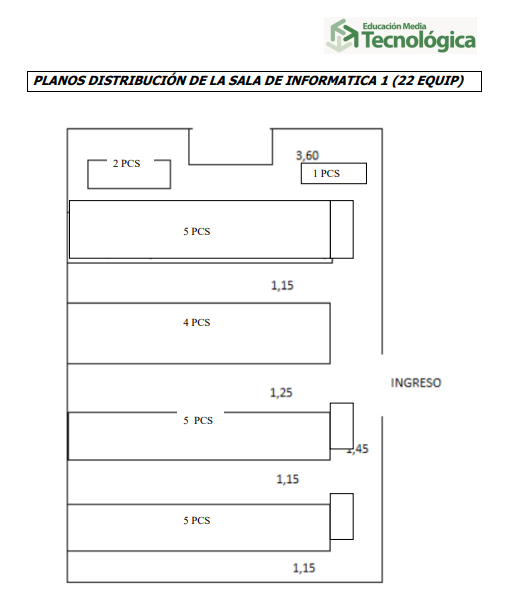 Educación Media
Tecnológica
PLANOS DISTRIBUCIÓN DE LA SALA DE INFORMATICA 1 (22 EQUIP)
3,60
2 PCS
1 PCS
5 PCS
1,15
4 PCS
INGRESO
1,25
5 PCS
1,45
1,15
5 PCS
1,15